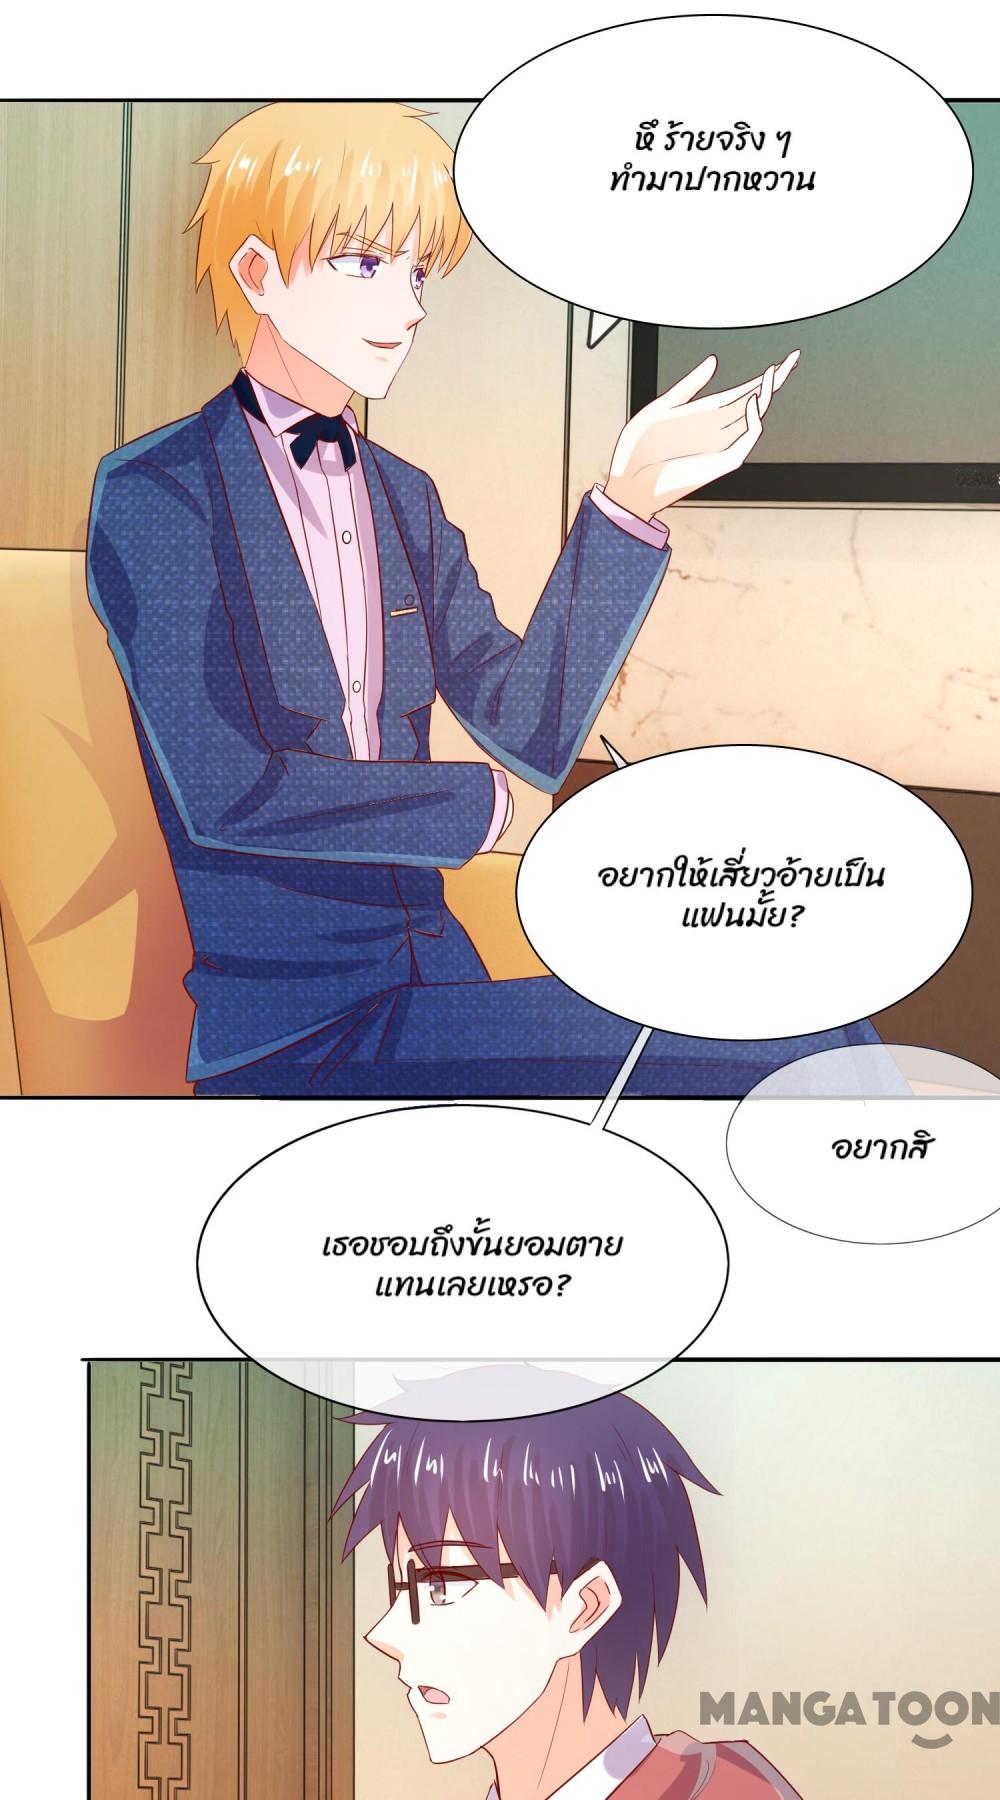 หึ ร้ายจริง ๆ
ทำมาปากหวาน
อยากให้เสี่ยวอ้ายเป็น
แฟนมั้ย?
อยากสิ
เธอชอบถึงขั้นยอมตาย
แทนเลยเหรอ?
MANGATOON